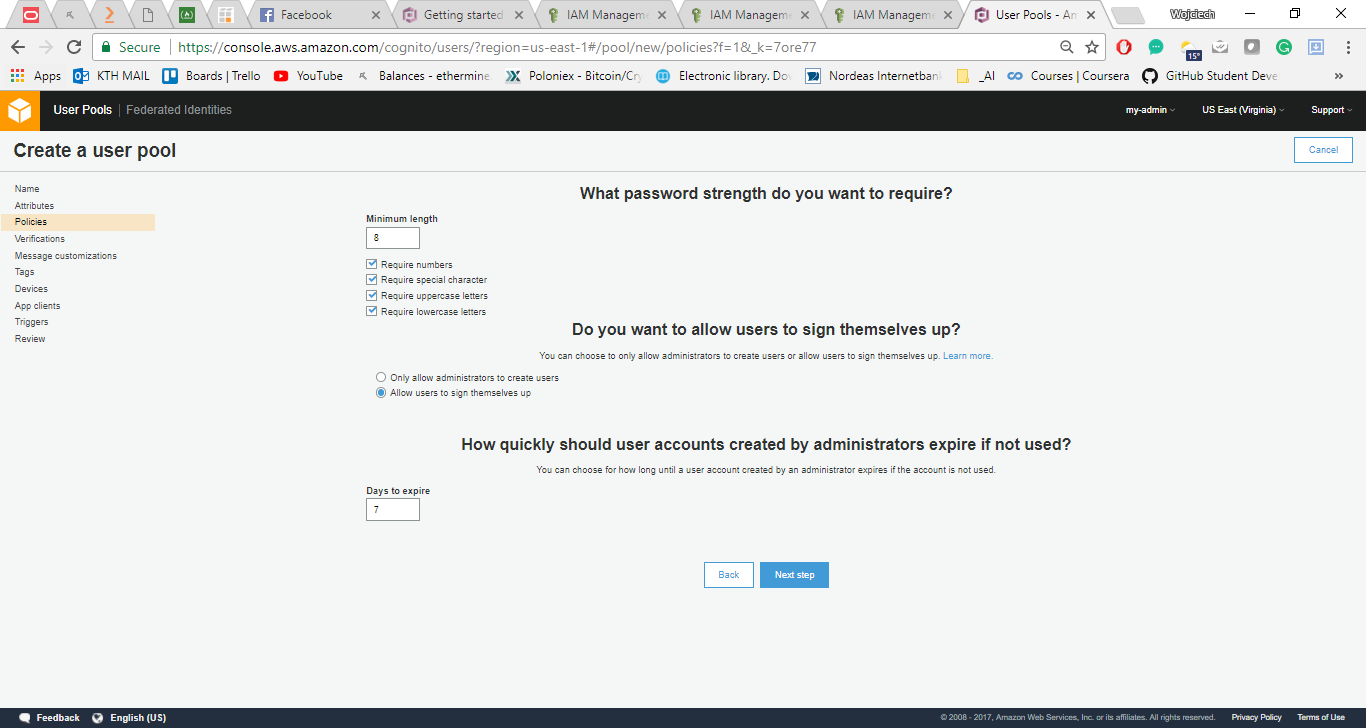 Facebook
Getting started
IAM Managem
IAM Managem
IAM Managem
User Pools - Am
Wojciech
Secure
https://console.aws.amazon.com/cognito/users/?region=us-east-1#/pool/new/policies?f=1&_k=7ore77
15°
Apps
KTH MAIL
Boards | Trello
YouTube
Balances - ethermine.
Poloniex - Bitcoin/Cry
Electronic library. Do
Nordeas Internetban
_AI
Courses | Coursera
GitHub Student Deve
User Pools
Federated Identities
my-admin
US East (Virginia)
Support
Create a user pool
Cancel
Name
Attributes
Policies
Verifications
Message customizations
Tags
Devices
App clients
Triggers
Review
What password strength do you want to require?
Minimum length
8
Require numbers
Require special character
Require uppercase letters
Require lowercase letters
Do you want to allow users to sign themselves up?
You can choose to only allow administrators to create users or allow users to sign themselves up. Learn more.
Only allow administrators to create users
Allow users to sign themselves up
How quickly should user accounts created by administrators expire if not used?
You can choose for how long until a user account created by an administrator expires if the account is not used.
Days to expire
7
Back
Next step
Feedback
English (US)
© 2008 - 2017, Amazon Web Services, Inc. or its affiliates. All rights reserved.
Privacy Policy
Terms of Use